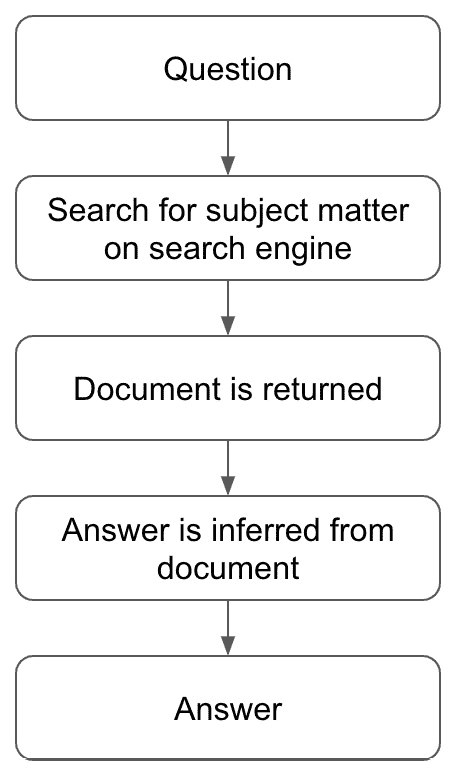 Question
Search for subject matter
on search engine
Document is returned
Answer is inferred from
document
Answer